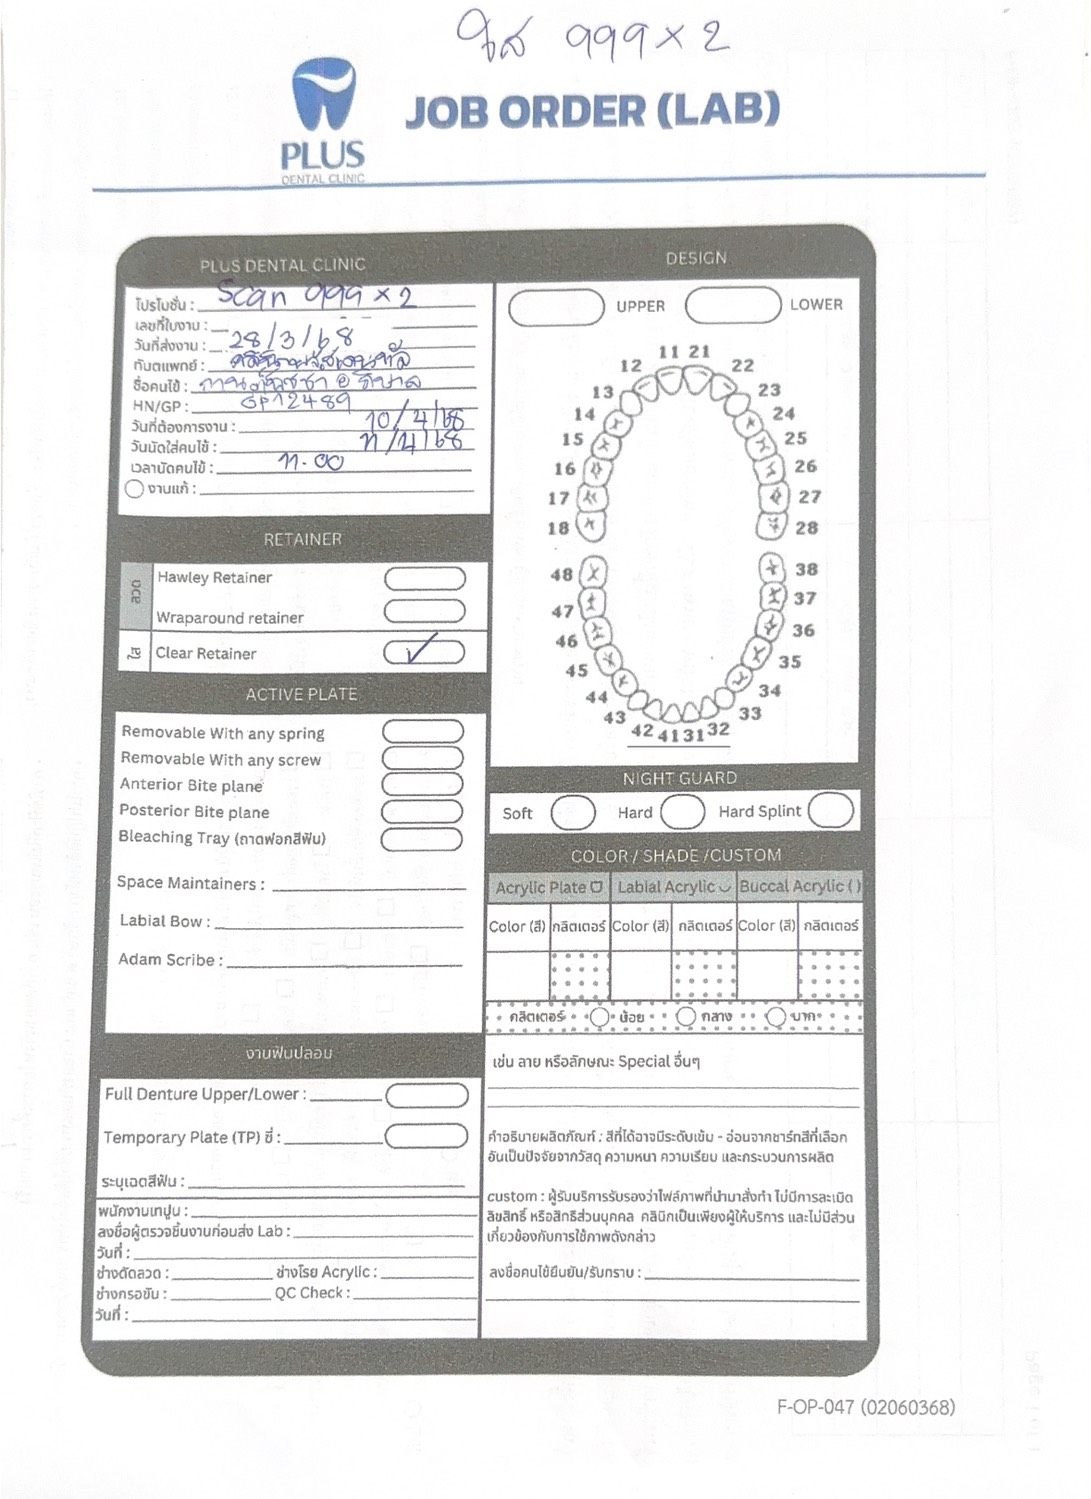 ใส 999 x 2
PLUS
DENTAL CLINIC
JOB ORDER (LAB)
PLUS DENTAL CLINIC
โปรโมชั่น : Scan 999 x 2
เลขที่ใบงาน :
วันที่ส่งงาน : 28/3/68
ทันตแพทย์ :
ชื่อคนไข้ :
HN/GP : GP12489
วันที่ต้องการงาน : 10/4/68
วันนัดใส่คนไข้ : 11/4/68
เวลานัดคนไข้ : 11.00
งานแก้ :
DESIGN
UPPER LOWER
11 21
12 22
13 23
14 24
15 25
16 26
17 27
18 28
48 38
47 37
46 36
45 35
44 34
43 33
42 41 31 32
RETAINER
ลวด
Hawley Retainer
Wraparound retainer
ใส
Clear Retainer ✓
ACTIVE PLATE
Removable With any spring
Removable With any screw
Anterior Bite plane
Posterior Bite plane
Bleaching Tray (ถาดฟอกสีฟัน)
Space Maintainers :
Labial Bow :
Adam Scribe :
NIGHT GUARD
Soft Hard Hard Splint
COLOR / SHADE /CUSTOM
Acrylic Plate Labial Acrylic Buccal Acrylic ( )
Color (สี) กลิตเตอร์ Color (สี) กลิตเตอร์ Color (สี) กลิตเตอร์
กลิตเตอร์ น้อย กลาง มาก
งานฟันปลอม
Full Denture Upper/Lower :
Temporary Plate (TP) ซี่ :
ระบุเฉดสีฟัน :
พนักงานเทปูน :
ลงชื่อผู้ตรวจชิ้นงานก่อนส่ง Lab :
วันที่ :
ช่างดัดลวด : ช่างโรย Acrylic :
ช่างกรอขัน : QC Check :
วันที่ :
เช่น ลาย หรือลักษณะ Special อื่นๆ
คำอธิบายผลิตภัณฑ์ : สีที่ได้อาจมีระดับเข้ม - อ่อนจากชาร์ทสีที่เลือก
อันเป็นปัจจัยจากวัสดุ ความหนา ความเรียบ และกระบวนการผลิต
custom : ผู้รับบริการรับรองว่าไฟล์ภาพที่นำมาสั่งทำ ไม่มีการละเมิด
ลิขสิทธิ์ หรือสิทธิส่วนบุคคล คลินิกเป็นเพียงผู้ให้บริการ และไม่มีส่วน
เกี่ยวข้องกับการใช้ภาพดังกล่าว
ลงชื่อคนไข้ยืนยัน/รับทราบ :
F-OP-047 (02060368)